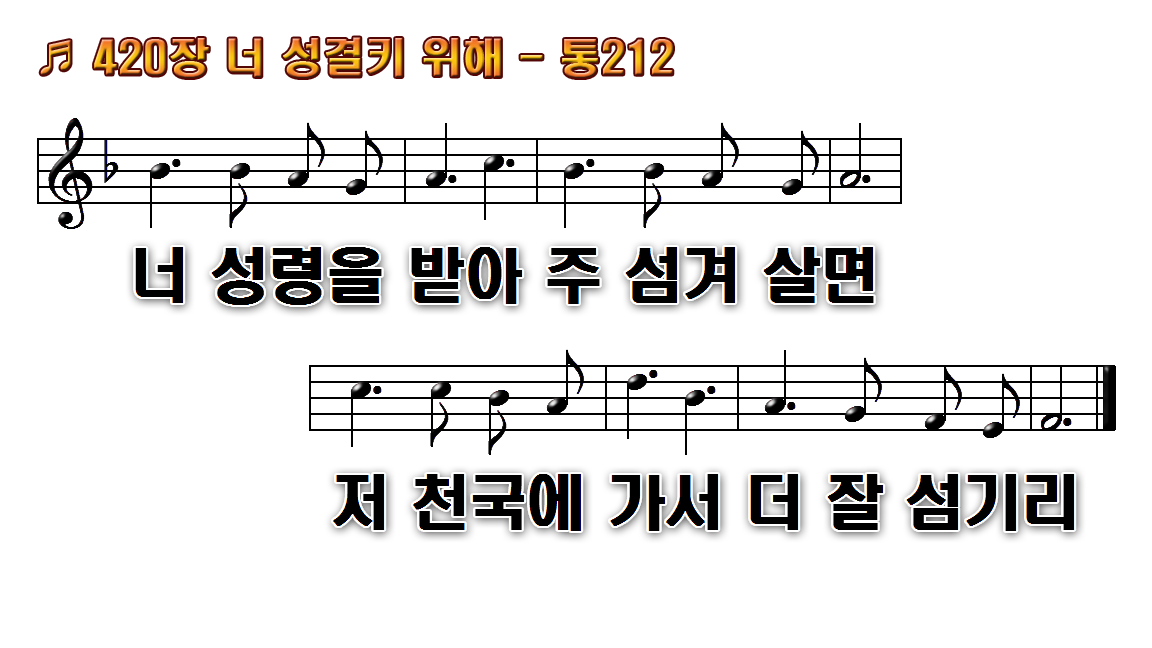 420장 너 성결키 위해 - 통212
너 성령을 받아 주 섬겨 살면
저 천국에 가서 더 잘 섬기리